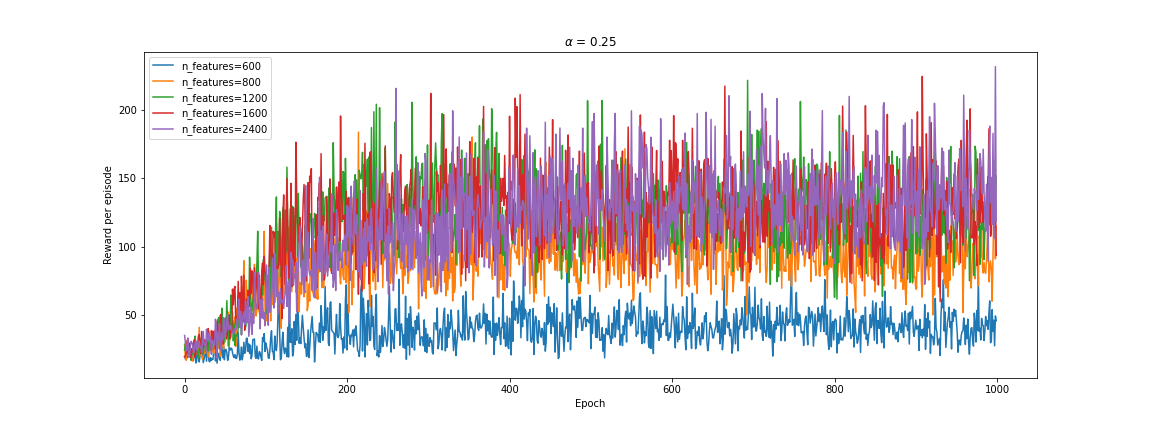 α = 0.25
n_features=600
n_features=800
n_features=1200
n_features=1600
n_features=2400
200
150
100
50
Reward per episode
0 200 400 600 800 1000
Epoch